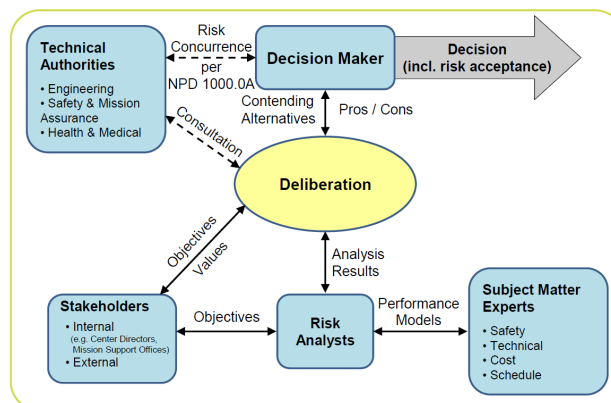 Technical
Authorities
• Engineering
• Safety & Mission
Assurance
• Health & Medical
Risk
Concurrence
per
NPD 1000.0A
Decision Maker
Decision
(incl. risk acceptance)
Contending
Alternatives
Pros / Cons
Consultation
Deliberation
Objectives
Values
Analysis
Results
Stakeholders
• Internal
(e.g. Center Directors,
Mission Support Offices)
• External
Objectives
Risk
Analysts
Performance
Models
Subject Matter
Experts
• Safety
• Technical
• Cost
• Schedule